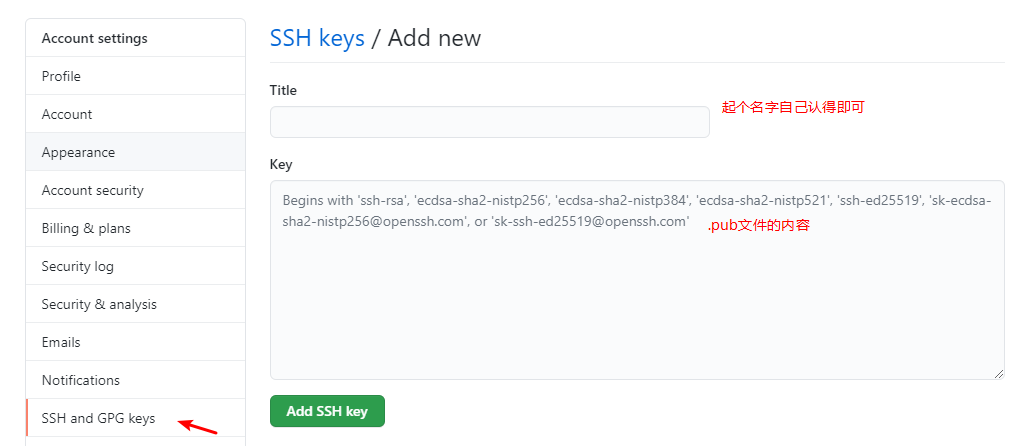 Account settings
Profile
Account
Appearance
Account security
Billing & plans
Security log
Security & analysis
Emails
Notifications
SSH and GPG keys
SSH keys / Add new
Title
起个名字自己认得即可
Key
Begins with 'ssh-rsa', 'ecdsa-sha2-nistp256', 'ecdsa-sha2-nistp384', 'ecdsa-sha2-nistp521', 'ssh-ed25519', 'sk-ecdsa-
sha2-nistp256@openssh.com', or 'sk-ssh-ed25519@openssh.com'
.pub文件的内容
Add SSH key